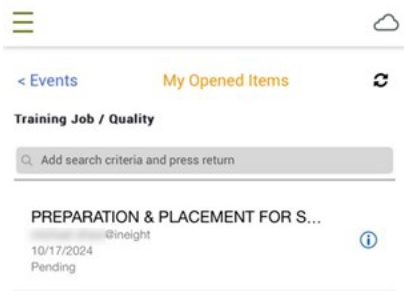 < Events
My Opened Items
Training Job / Quality
Add search criteria and press return
PREPARATION & PLACEMENT FOR S...
@ineight
10/17/2024
Pending